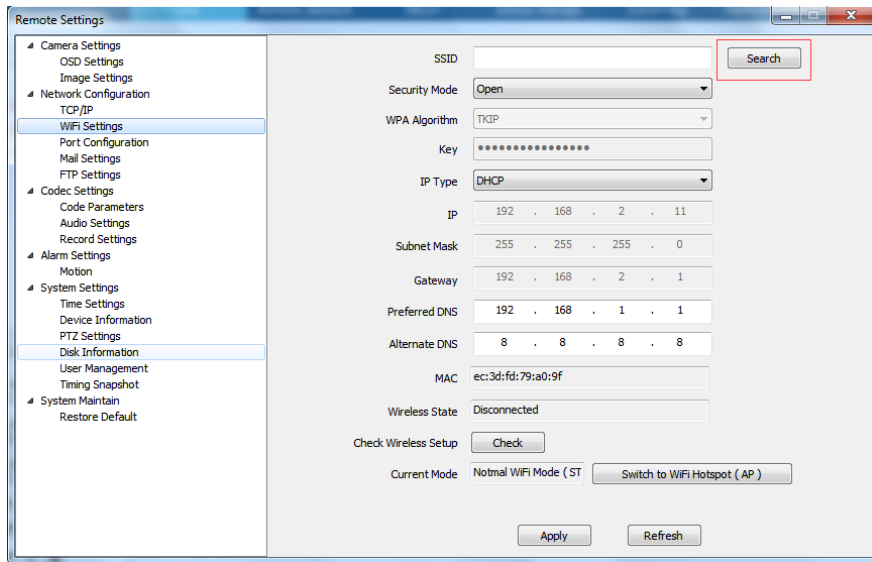 Remote Settings
Camera Settings
OSD Settings
Image Settings
Network Configuration
TCP/IP
WiFi Settings
Port Configuration
Mail Settings
FTP Settings
Codec Settings
Code Parameters
Audio Settings
Record Settings
Alarm Settings
Motion
System Settings
Time Settings
Device Information
PTZ Settings
Disk Information
User Management
Timing Snapshot
System Maintain
Restore Default
SSID Search
Security Mode Open
WPA Algorithm TKIP
Key ●●●●●●●●●●●●●●●●
IP Type DHCP
IP 192 . 168 . 2 . 11
Subnet Mask 255 . 255 . 255 . 0
Gateway 192 . 168 . 2 . 1
Preferred DNS 192 . 168 . 1 . 1
Alternate DNS 8 . 8 . 8 . 8
MAC ec:3d:fd:79:a0:9f
Wireless State Disconnected
Check Wireless Setup Check
Current Mode Notmal WiFi Mode ( ST Switch to WiFi Hotspot ( AP )
Apply Refresh